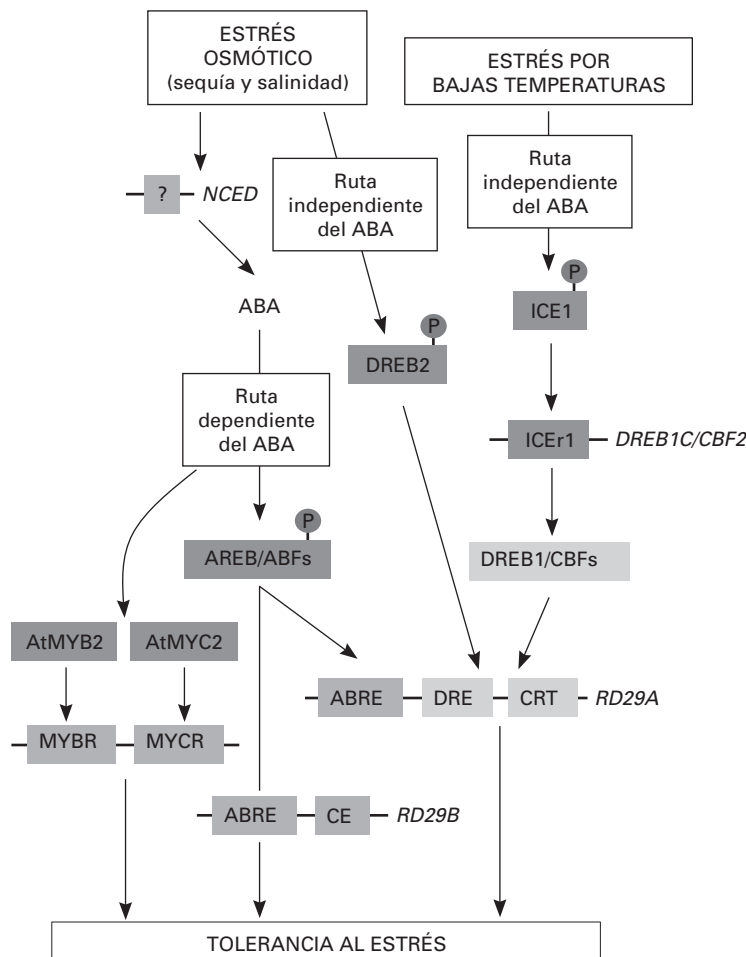 ESTRÉS
OSMÓTICO
(sequía y salinidad)
ESTRÉS POR
BAJAS TEMPERATURAS
? NCED
Ruta
independiente
del ABA
Ruta
independiente
del ABA
ABA
P
ICE1
P
DREB2
Ruta
dependiente
del ABA
ICEr1 DREB1C/CBF2
P
AREB/ABFs
DREB1/CBFs
AtMYB2 AtMYC2
ABRE DRE CRT RD29A
MYBR MYCR
ABRE CE RD29B
TOLERANCIA AL ESTRÉS